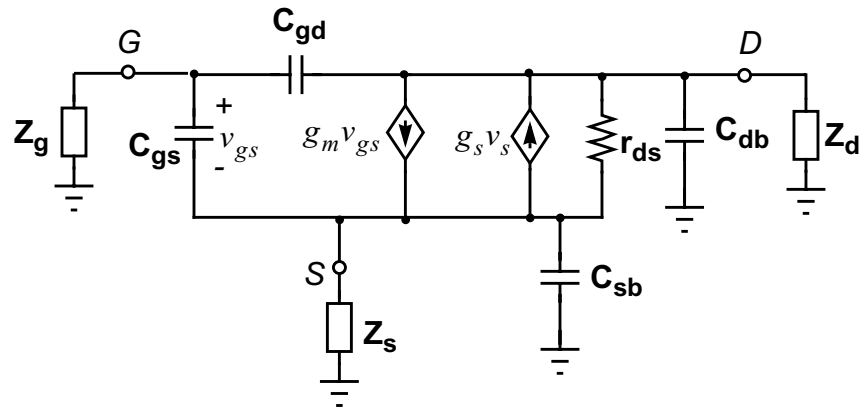 C_gd
G
D
Z_g
C_gs
+
v_gs
-
g_m v_gs
g_s v_s
r_ds
C_db
Z_d
S
Z_s
C_sb